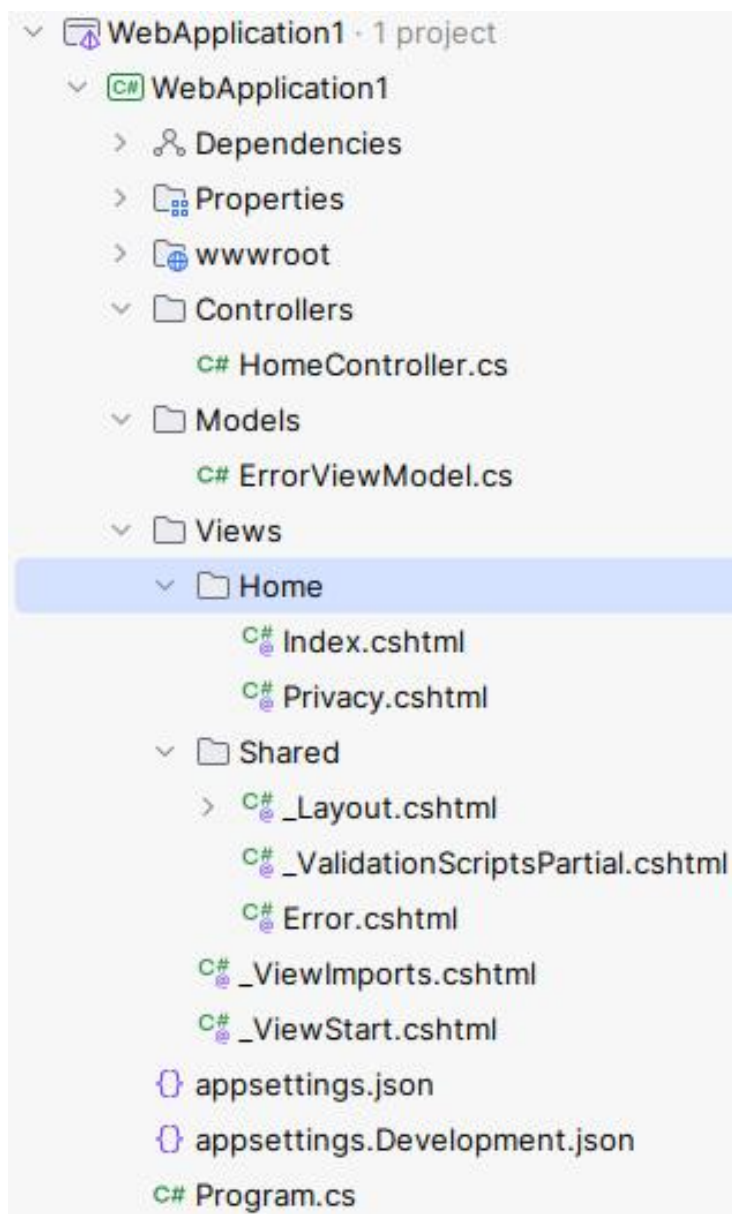 WebApplication1 · 1 project
C# WebApplication1
Dependencies
Properties
wwwroot
Controllers
C# HomeController.cs
Models
C# ErrorViewModel.cs
Views
Home
C#@ Index.cshtml
C#@ Privacy.cshtml
Shared
C#@ _Layout.cshtml
C#@ _ValidationScriptsPartial.cshtml
C#@ Error.cshtml
C#@ _ViewImports.cshtml
C#@ _ViewStart.cshtml
{} appsettings.json
{} appsettings.Development.json
C# Program.cs